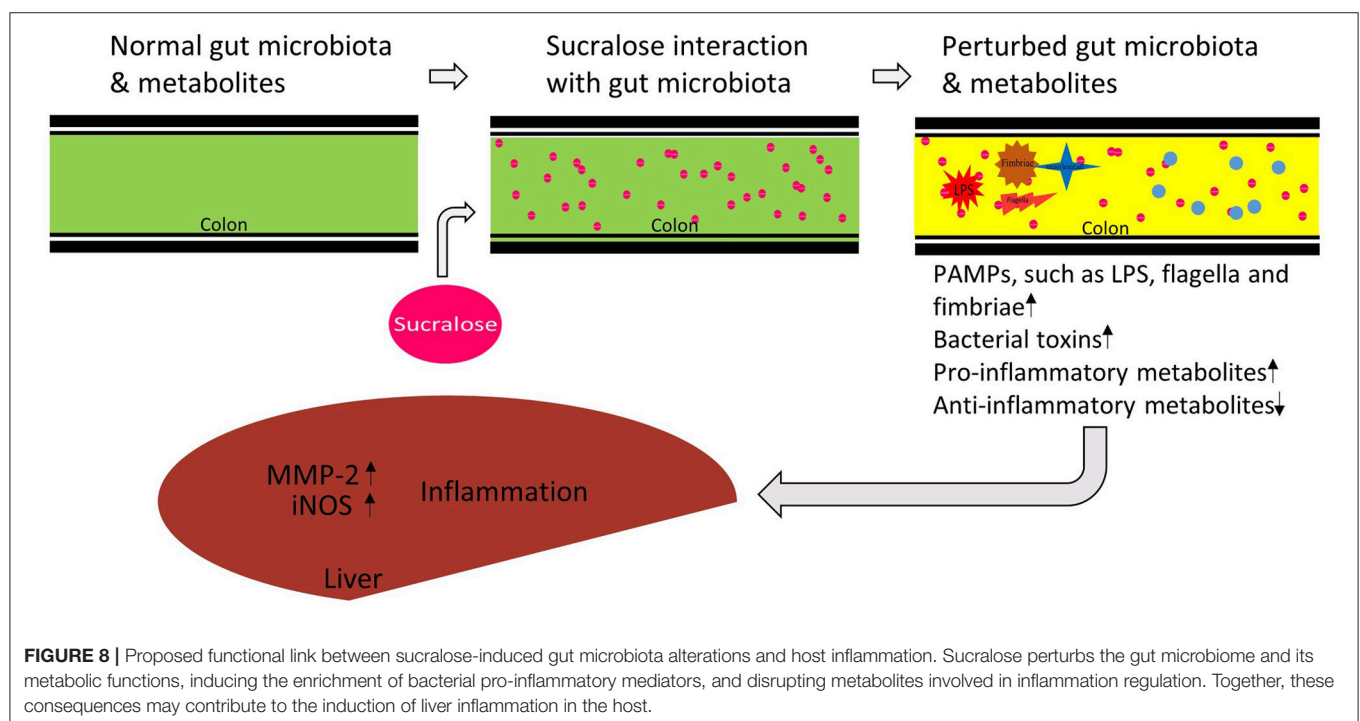 Normal gut microbiota
& metabolites
Sucralose interaction
with gut microbiota
Perturbed gut microbiota
& metabolites
Colon
Colon
Fimbriae
LPS
Flagella
Colon
Sucralose
PAMPs, such as LPS, flagella and
fimbriae↑
Bacterial toxins↑
Pro-inflammatory metabolites↑
Anti-inflammatory metabolites↓
MMP-2↑
iNOS ↑
Inflammation
Liver
FIGURE 8 | Proposed functional link between sucralose-induced gut microbiota alterations and host inflammation. Sucralose perturbs the gut microbiome and its
metabolic functions, inducing the enrichment of bacterial pro-inflammatory mediators, and disrupting metabolites involved in inflammation regulation. Together, these
consequences may contribute to the induction of liver inflammation in the host.